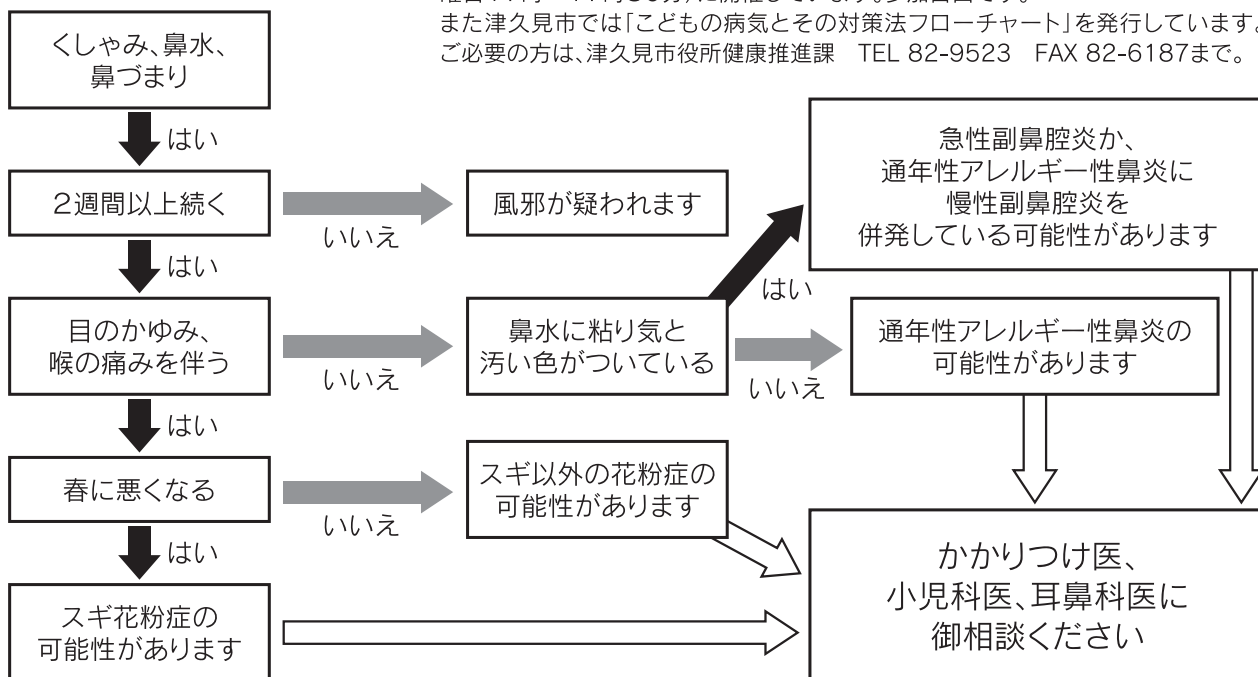 また津久見市では「こどもの病気とその対策法フローチャート」を発行しています。
ご必要の方は、津久見市役所健康推進課　TEL 82-9523　FAX 82-6187まで。
くしゃみ、鼻水、
鼻づまり
はい
２週間以上続く
いいえ
風邪が疑われます
はい
目のかゆみ、
喉の痛みを伴う
いいえ
鼻水に粘り気と
汚い色がついている
はい
急性副鼻腔炎か、
通年性アレルギー性鼻炎に
慢性副鼻腔炎を
併発している可能性があります
いいえ
通年性アレルギー性鼻炎の
可能性があります
はい
春に悪くなる
いいえ
スギ以外の花粉症の
可能性があります
はい
スギ花粉症の
可能性があります
かかりつけ医、
小児科医、耳鼻科医に
御相談ください